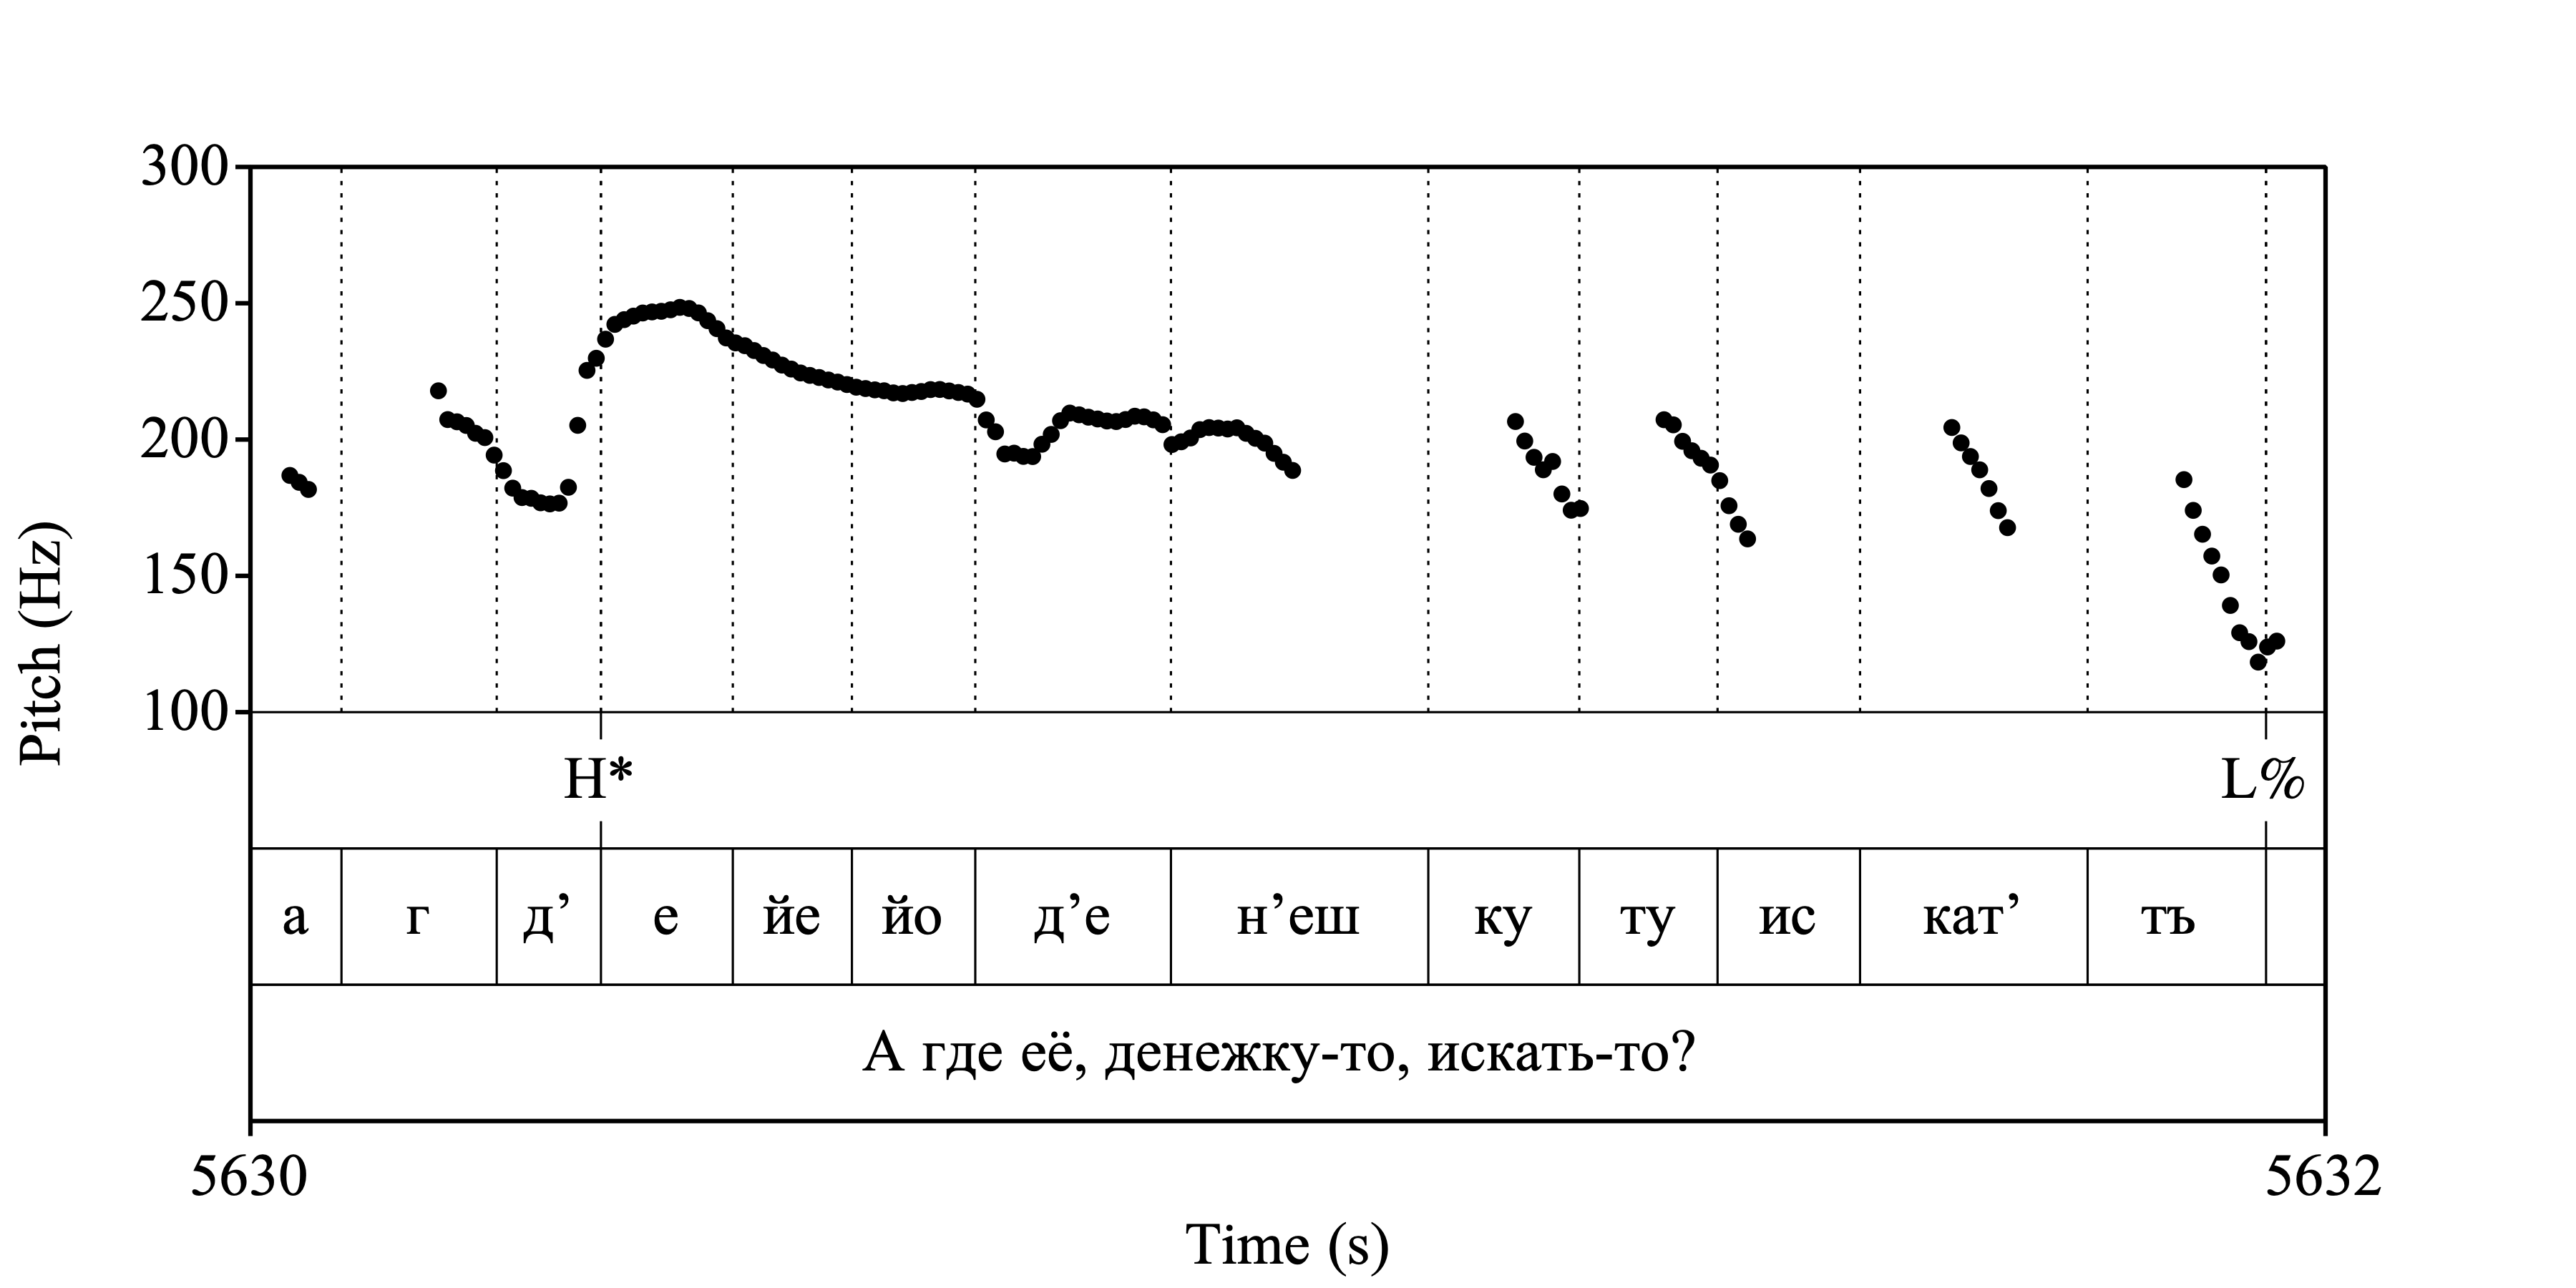 300
250
200
150
100
Pitch (Hz)
H* L%
а г д’ е йе йо д’е н’еш ку ту ис кат’ тъ
А где её, денежку-то, искать-то?
5630 5632
Time (s)